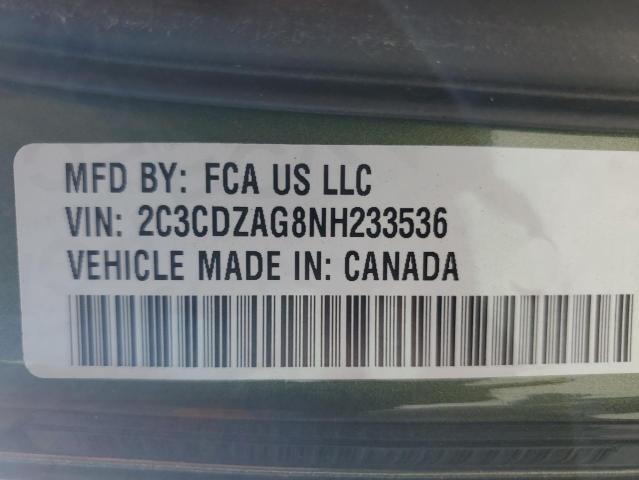 MFD BY: FCA US LLC
VIN: 2C3CDZAG8NH233536
VEHICLE MADE IN: CANADA